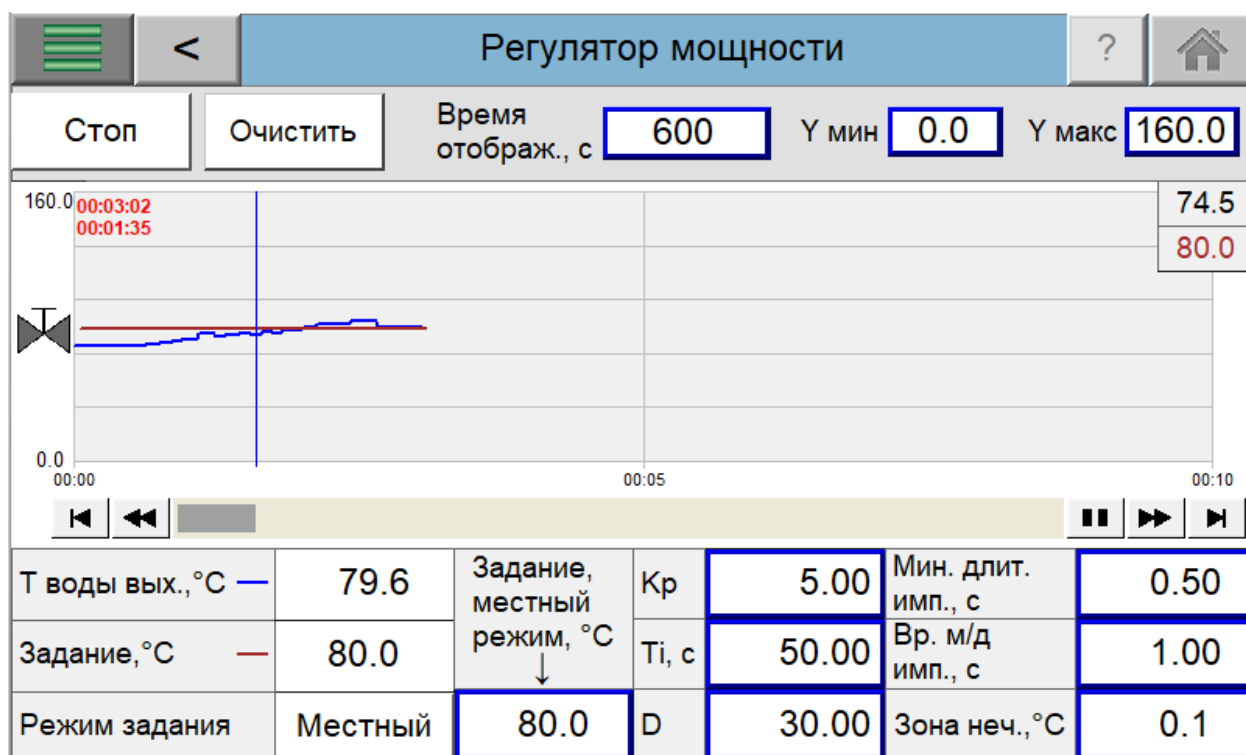 <
Регулятор мощности
?
Стоп
Очистить
Время
отображ., с
600
Y мин
0.0
Y макс
160.0
160.0
00:03:02
00:01:35
74.5
80.0
0.0
00:00
00:05
00:10
Т воды вых.,°С
79.6
Задание,°С
80.0
Режим задания
Местный
Задание,
местный
режим, °С
↓
80.0
Кр
5.00
Ti, с
50.00
D
30.00
Мин. длит.
имп., с
0.50
Вр. м/д
имп., с
1.00
Зона неч.,°С
0.1